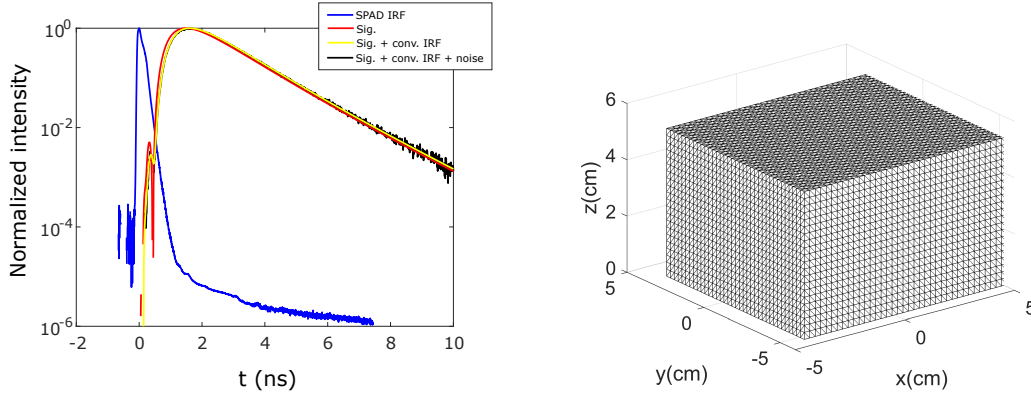 SPAD IRF
Sig.
Sig. + conv. IRF
Sig. + conv. IRF + noise
Normalized intensity
10^0
10^-2
10^-4
10^-6
-2
0
2
4
6
8
10
t (ns)
z(cm)
6
4
2
0
5
0
-5
y(cm)
-5
0
5
x(cm)